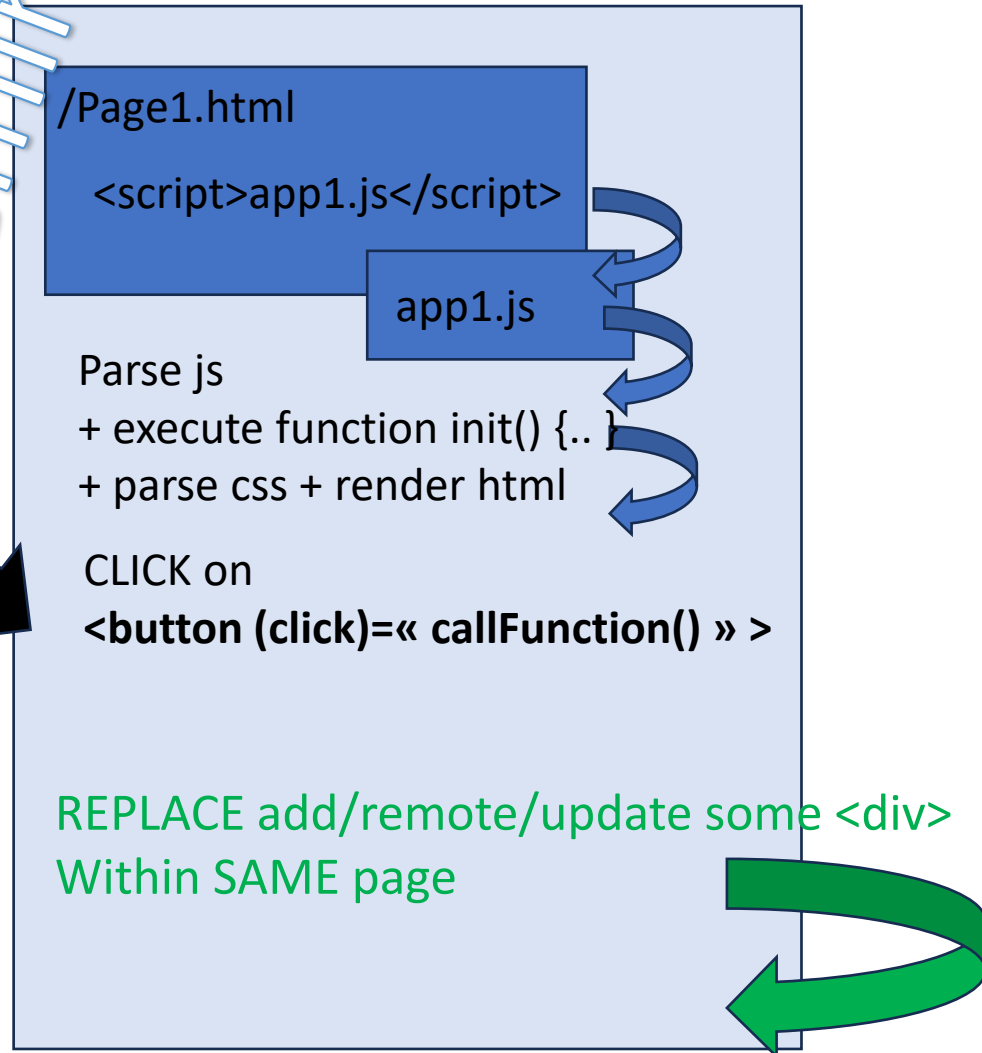 /Page1.html
<script>app1.js</script>
app1.js
Parse js
+ execute function init() {.. }
+ parse css + render html
CLICK on
<button (click)=« callFunction() » >
REPLACE add/remote/update some <div>
Within SAME page